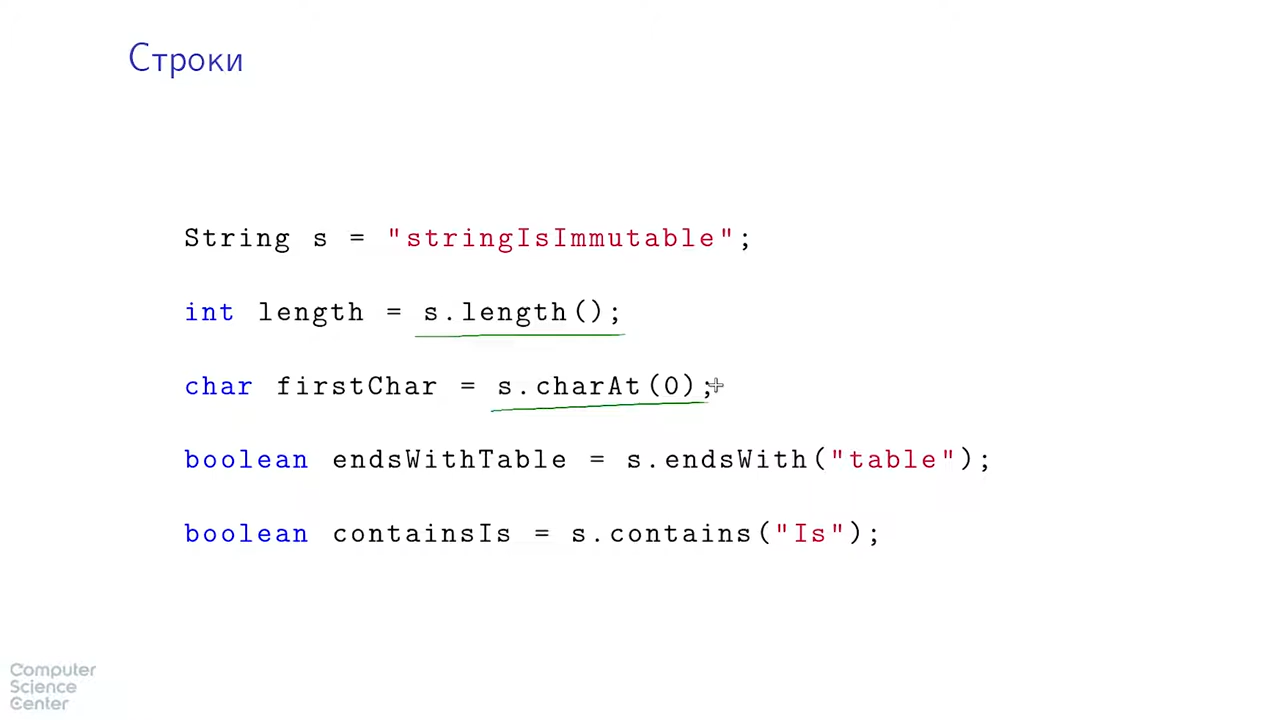 Строки
String s = "stringIsImmutable";
int length = s.length();
char firstChar = s.charAt(0);
boolean endsWithTable = s.endsWith("table");
boolean containsIs = s.contains("Is");
Computer
Science
Center